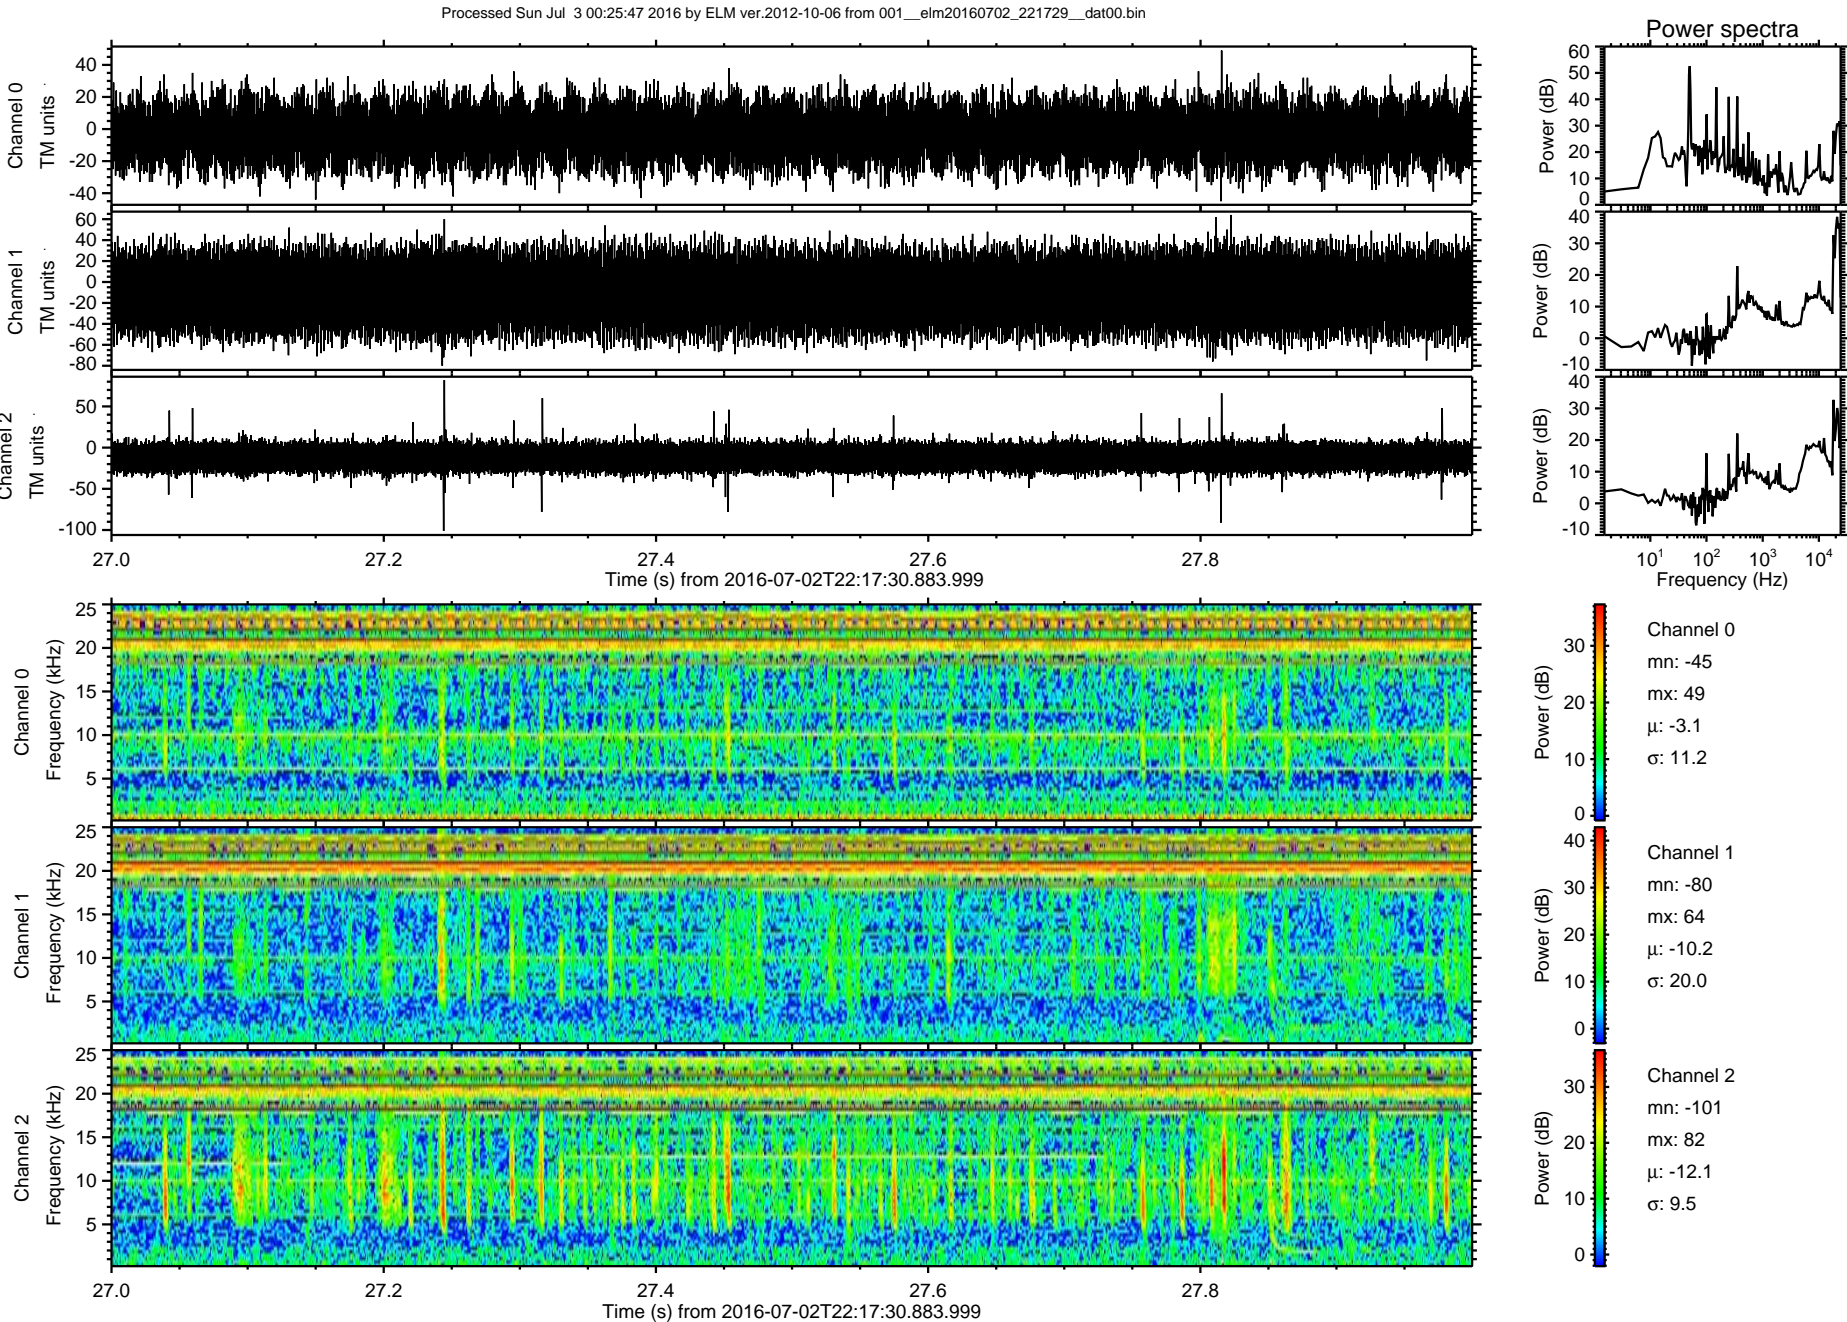 Processed Sun Jul  3 00:25:47 2016 by ELM ver.2012-10-06 from 001__elm20160702_221729__dat00.bin
Power spectra
Channel 0
TM units
40
20
0
-20
-40
Power (dB)
60
50
40
30
20
10
0
Channel 1
TM units
60
40
20
0
-20
-40
-60
-80
Power (dB)
40
30
20
10
0
-10
Channel 2
TM units
50
0
-50
-100
Power (dB)
40
30
20
10
0
-10
27.0 27.2 27.4 27.6 27.8
Time (s) from 2016-07-02T22:17:30.883.999
10^1 10^2 10^3 10^4
Frequency (Hz)
Channel 0
Frequency (kHz)
25
20
15
10
5
Power (dB)
30
20
10
0
Channel 0
mn: -45
mx: 49
μ: -3.1
σ: 11.2
Channel 1
Frequency (kHz)
25
20
15
10
5
Power (dB)
40
30
20
10
0
Channel 1
mn: -80
mx: 64
μ: -10.2
σ: 20.0
Channel 2
Frequency (kHz)
25
20
15
10
5
Power (dB)
30
20
10
0
Channel 2
mn: -101
mx: 82
μ: -12.1
σ: 9.5
27.0 27.2 27.4 27.6 27.8
Time (s) from 2016-07-02T22:17:30.883.999